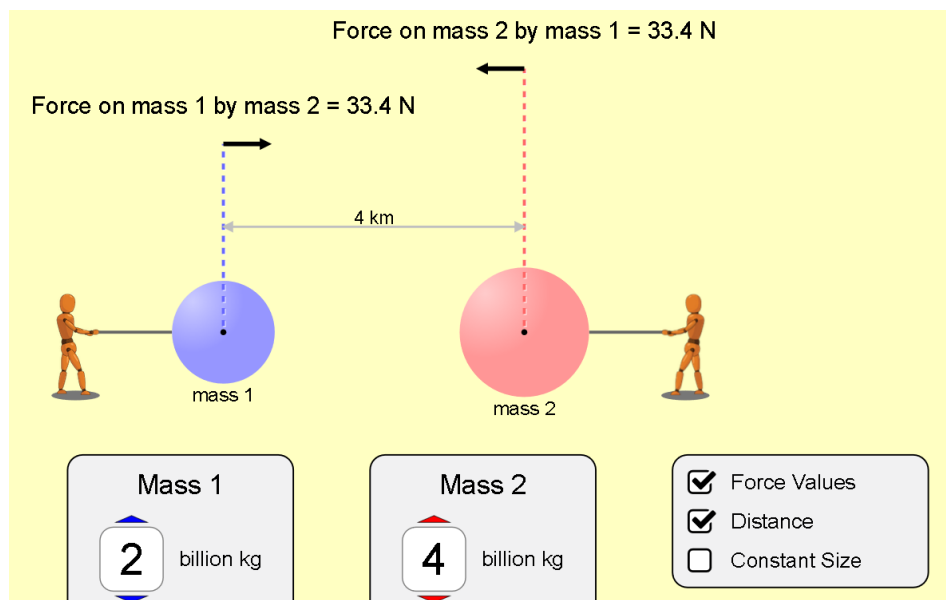 Force on mass 2 by mass 1 = 33.4 N
Force on mass 1 by mass 2 = 33.4 N
4 km
mass 1
mass 2
Mass 1
2 billion kg
Mass 2
4 billion kg
Force Values
Distance
Constant Size